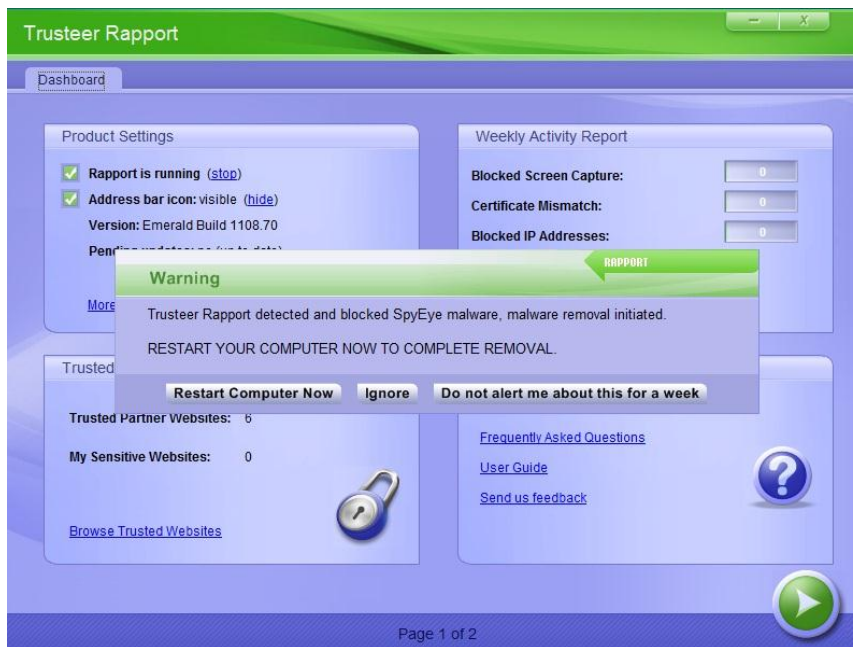 Trusteer Rapport
Dashboard
Product Settings
Rapport is running (stop)
Address bar icon: visible (hide)
Version: Emerald Build 1108.70
More
Weekly Activity Report
Blocked Screen Capture: 0
Certificate Mismatch: 0
Blocked IP Addresses: 0
RAPPORT
Warning
Trusteer Rapport detected and blocked SpyEye malware, malware removal initiated.
RESTART YOUR COMPUTER NOW TO COMPLETE REMOVAL.
Restart Computer Now
Ignore
Do not alert me about this for a week
Trusted
Trusted Partner Websites: 6
My Sensitive Websites: 0
Browse Trusted Websites
Frequently Asked Questions
User Guide
Send us feedback
Page 1 of 2